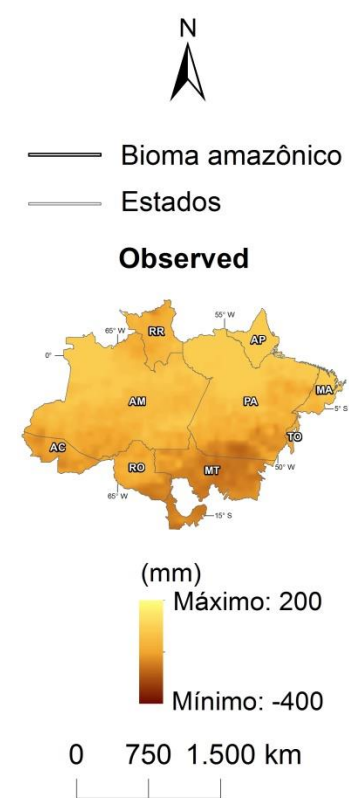 N
Bioma amazônico
Estados
Observed
55° W
65° W
RR
AP
0°
MA
AM
PA
5° S
TO
AC
RO
MT
50° W
65° W
15° S
(mm)
Máximo: 200
Mínimo: -400
0 750 1.500 km